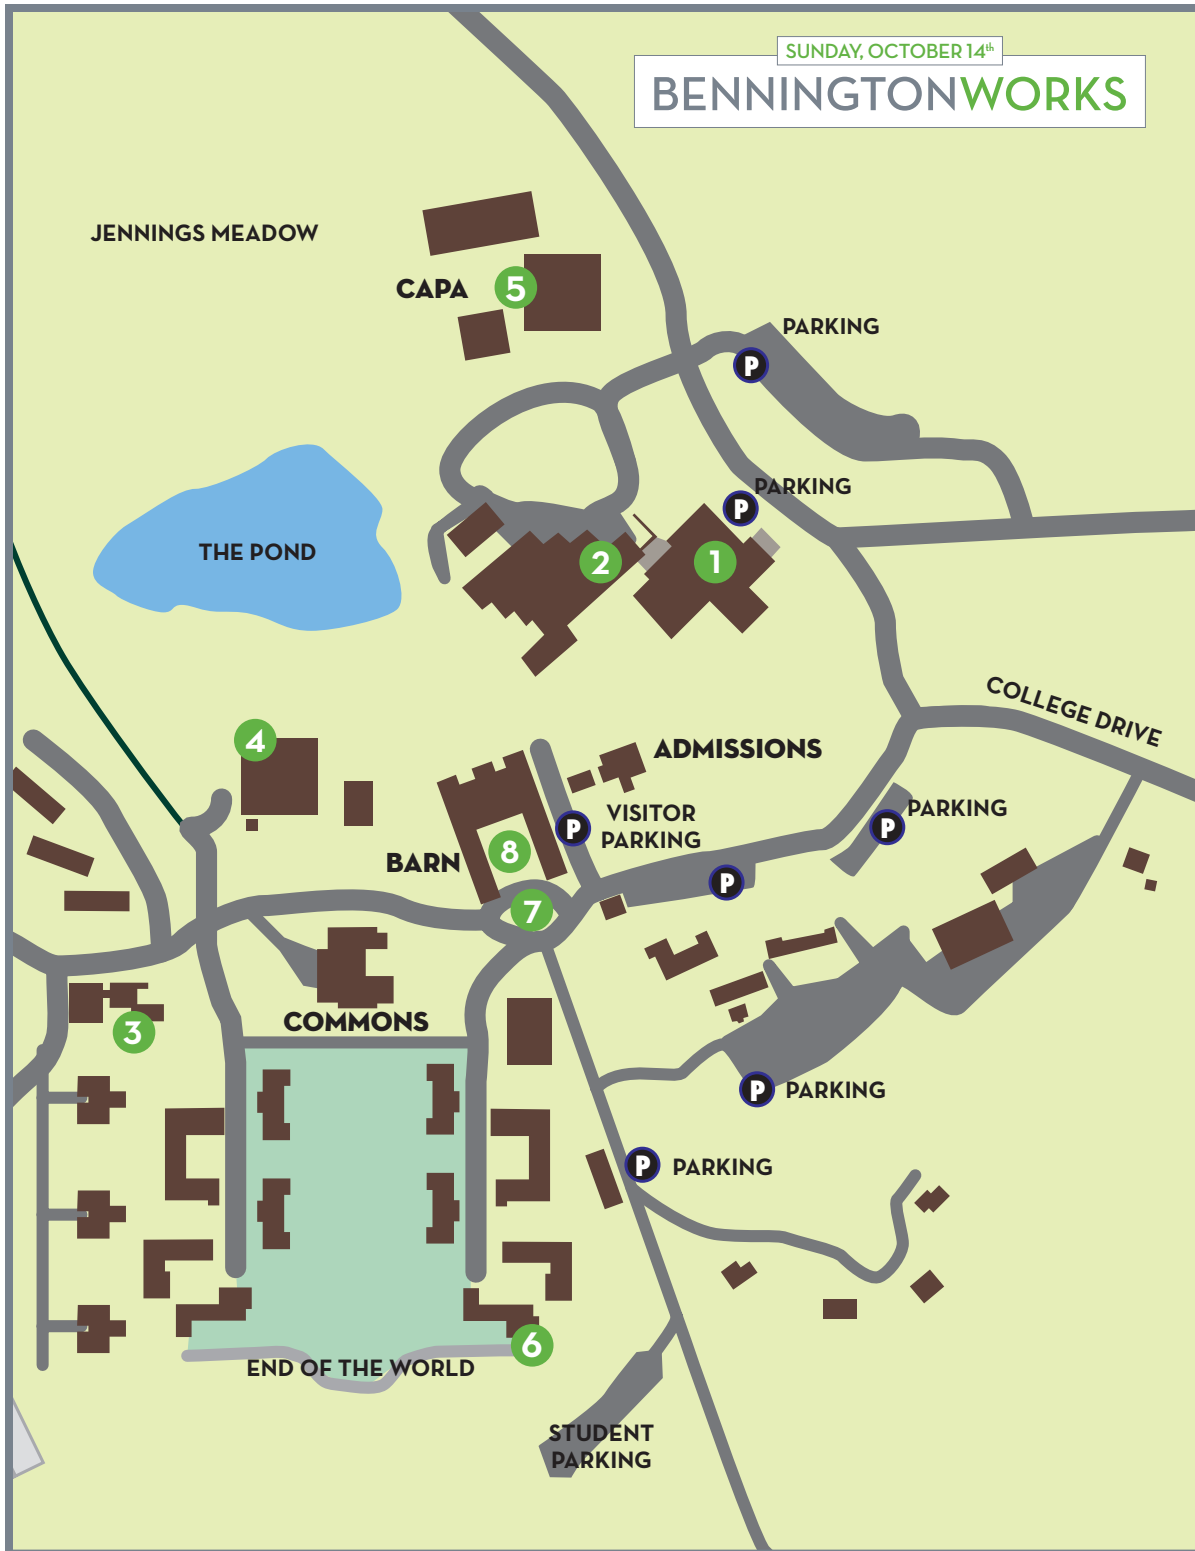 SUNDAY, OCTOBER 14th
BENNINGTONWORKS
JENNINGS MEADOW
CAPA
5
PARKING
P
PARKING
P
THE POND
2
1
COLLEGE DRIVE
4
ADMISSIONS
VISITOR
PARKING
P
PARKING
P
BARN
8
P
7
COMMONS
3
P
PARKING
P
PARKING
6
END OF THE WORLD
STUDENT
PARKING